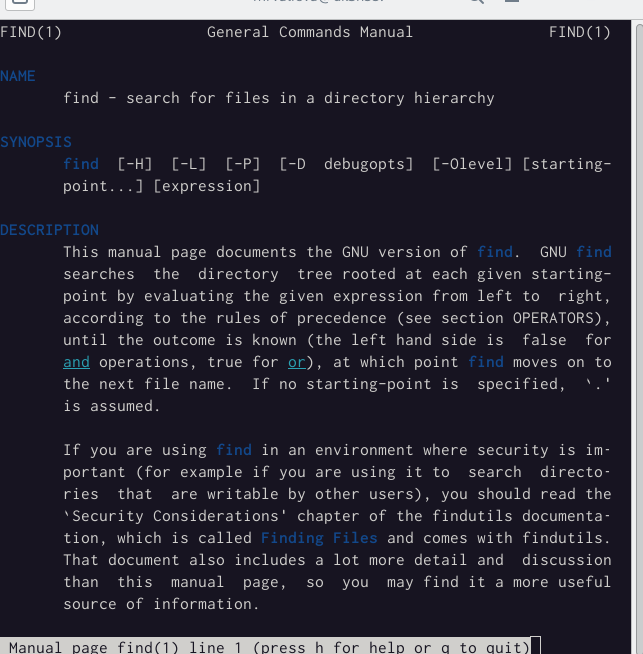 FIND(1) General Commands Manual FIND(1)
NAME
find - search for files in a directory hierarchy
SYNOPSIS
find [-H] [-L] [-P] [-D debugopts] [-Olevel] [starting-
point...] [expression]
DESCRIPTION
This manual page documents the GNU version of find. GNU find
searches the directory tree rooted at each given starting-
point by evaluating the given expression from left to right,
according to the rules of precedence (see section OPERATORS),
until the outcome is known (the left hand side is false for
and operations, true for or), at which point find moves on to
the next file name. If no starting-point is specified, `.'
is assumed.
If you are using find in an environment where security is im-
portant (for example if you are using it to search directo-
ries that are writable by other users), you should read the
`Security Considerations' chapter of the findutils documenta-
tion, which is called Finding Files and comes with findutils.
That document also includes a lot more detail and discussion
than this manual page, so you may find it a more useful
source of information.
Manual page find(1) line 1 (press h for help or q to quit)